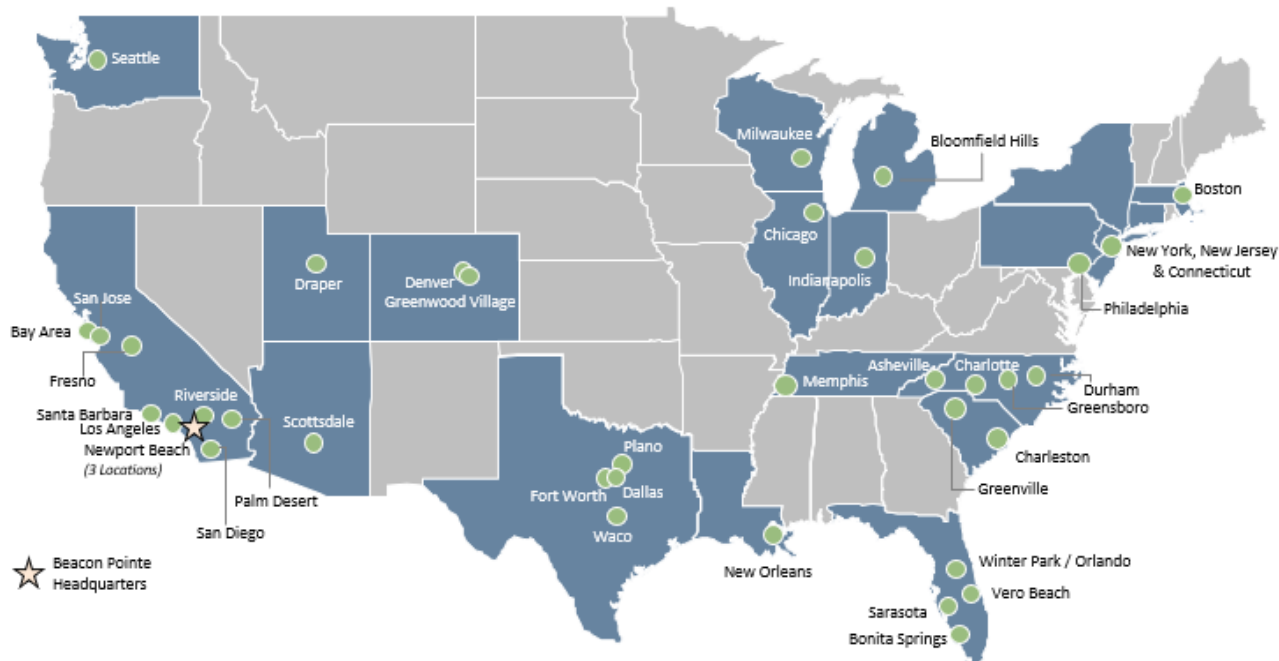 Seattle
Milwaukee
Bloomfield Hills
Boston
Chicago
Indianapolis
New York, New Jersey
& Connecticut
Philadelphia
Draper
Denver
Greenwood Village
San Jose
Bay Area
Fresno
Riverside
Santa Barbara
Los Angeles
Newport Beach
(3 Locations)
Palm Desert
San Diego
Scottsdale
Asheville
Charlotte
Memphis
Durham
Greensboro
Charleston
Greenville
Plano
Fort Worth
Dallas
Waco
New Orleans
Winter Park / Orlando
Vero Beach
Sarasota
Bonita Springs
Beacon Pointe
Headquarters